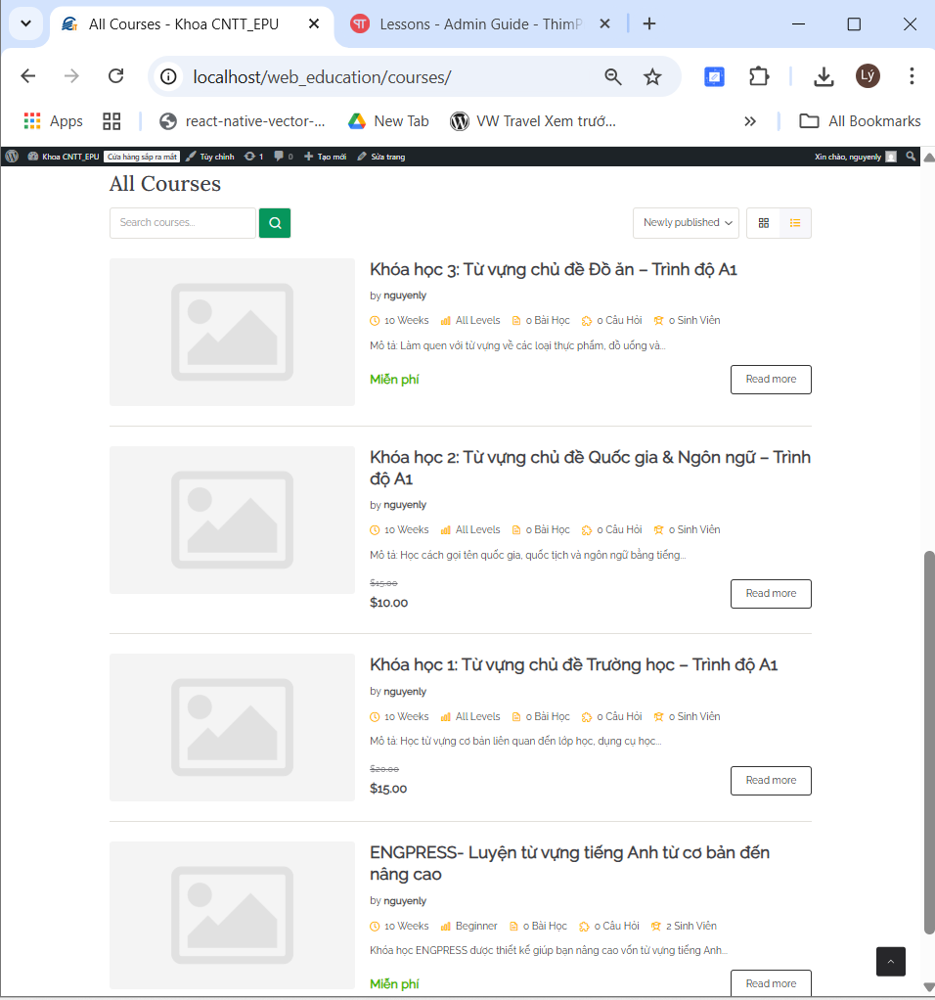 All Courses - Khoa CNTT_EPU
Lessons - Admin Guide - ThimP
localhost/web_education/courses/
Lý
Apps
react-native-vector-...
New Tab
VW Travel Xem trướ...
All Bookmarks
Khoa CNTT_EPU
Cửa hàng sắp ra mắt
Tùy chỉnh
1
0
Tạo mới
Sửa trang
Xin chào, nguyenly
All Courses
Search courses...
Newly published
Khóa học 3: Từ vựng chủ đề Đồ ăn – Trình độ A1
by nguyenly
10 Weeks All Levels 0 Bài Học 0 Câu Hỏi 0 Sinh Viên
Mô tả: Làm quen với từ vựng về các loại thực phẩm, đồ uống và...
Miễn phí
Read more
Khóa học 2: Từ vựng chủ đề Quốc gia & Ngôn ngữ – Trình
độ A1
by nguyenly
10 Weeks All Levels 0 Bài Học 0 Câu Hỏi 0 Sinh Viên
Mô tả: Học cách gọi tên quốc gia, quốc tịch và ngôn ngữ bằng tiếng...
$15.00
$10.00
Read more
Khóa học 1: Từ vựng chủ đề Trường học – Trình độ A1
by nguyenly
10 Weeks All Levels 0 Bài Học 0 Câu Hỏi 0 Sinh Viên
Mô tả: Học từ vựng cơ bản liên quan đến lớp học, dụng cụ học...
$20.00
$15.00
Read more
ENGPRESS- Luyện từ vựng tiếng Anh từ cơ bản đến
nâng cao
by nguyenly
10 Weeks Beginner 0 Bài Học 0 Câu Hỏi 2 Sinh Viên
Khóa học ENGPRESS được thiết kế giúp bạn nâng cao vốn từ vựng tiếng Anh...
Miễn phí
Read more